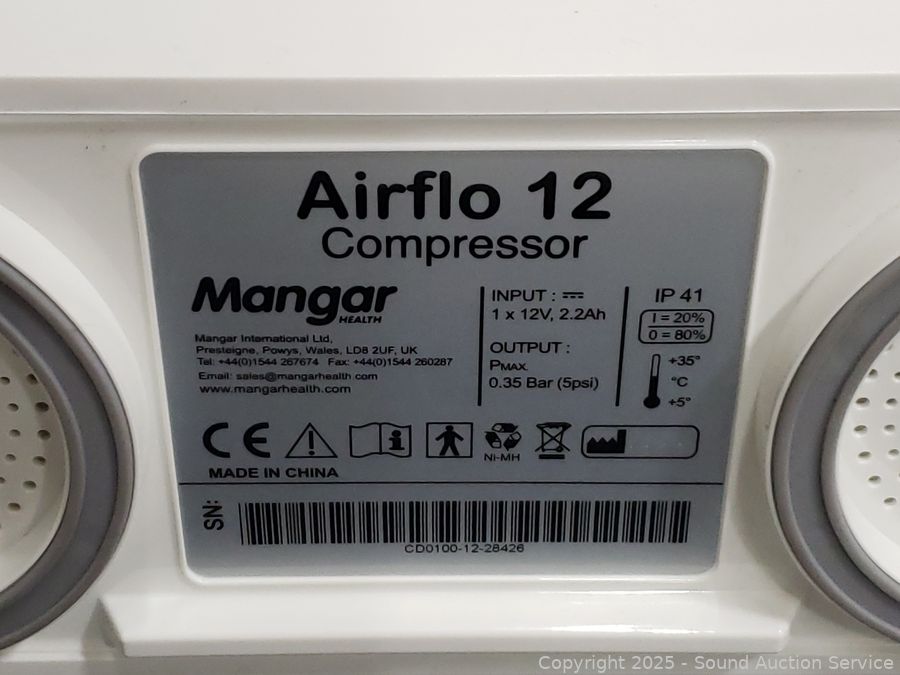 Airflo 12
Compressor
Mangar
HEALTH
Mangar International Ltd,
Presteigne, Powys, Wales, LD8 2UF, UK
Tel: +44(0)1544 267674 Fax: +44(0)1544 260287
Email: sales@mangarhealth.com
www.mangarhealth.com
INPUT :
1 x 12V, 2.2Ah
OUTPUT :
PMAX.
0.35 Bar (5psi)
IP 41
I = 20%
0 = 80%
+35°
°C
+5°
CE
i
NI-MH
MADE IN CHINA
SN:
CD0100-12-28426
Copyright 2025 - Sound Auction Service